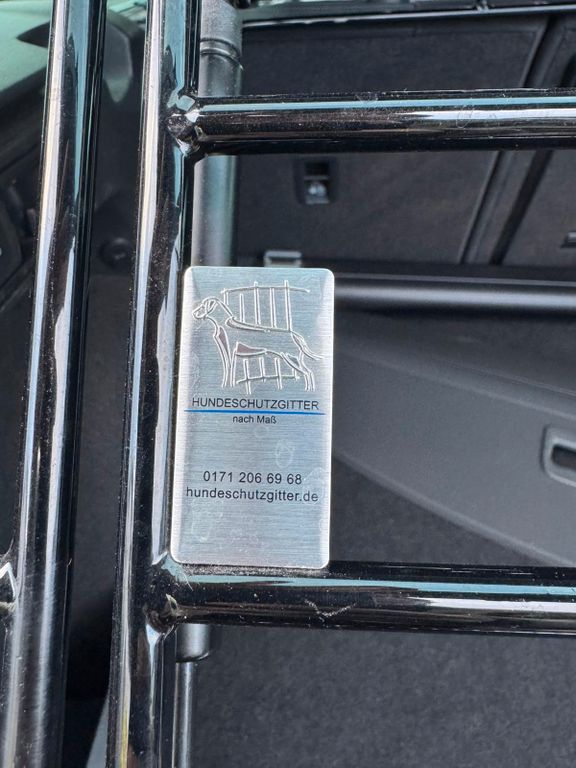 HUNDESCHUTZGITTER
nach Maß
0171 206 69 68
hundeschutzgitter.de